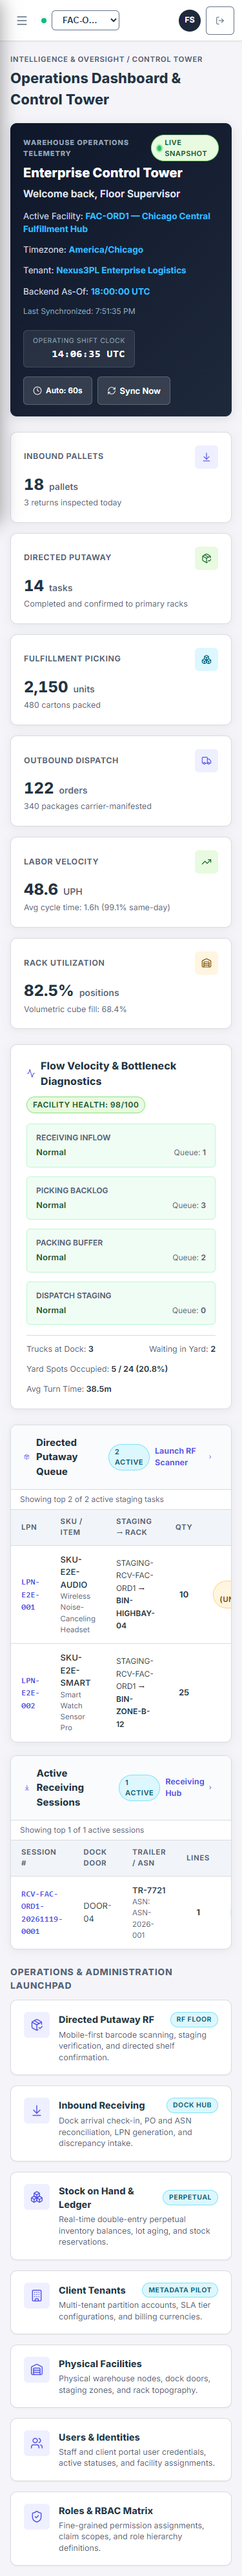 FAC-O...
FS
INTELLIGENCE & OVERSIGHT / CONTROL TOWER
Operations Dashboard &
Control Tower
WAREHOUSE OPERATIONS
TELEMETRY
LIVE
SNAPSHOT
Enterprise Control Tower
Welcome back, Floor Supervisor
Active Facility: FAC-ORD1 — Chicago Central
Fulfillment Hub
Timezone: America/Chicago
Tenant: Nexus3PL Enterprise Logistics
Backend As-Of: 18:00:00 UTC
Last Synchronized: 7:51:35 PM
OPERATING SHIFT CLOCK
14:06:35 UTC
Auto: 60s
Sync Now
INBOUND PALLETS
18 pallets
3 returns inspected today
DIRECTED PUTAWAY
14 tasks
Completed and confirmed to primary racks
FULFILLMENT PICKING
2,150 units
480 cartons packed
OUTBOUND DISPATCH
122 orders
340 packages carrier-manifested
LABOR VELOCITY
48.6 UPH
Avg cycle time: 1.6h (99.1% same-day)
RACK UTILIZATION
82.5% positions
Volumetric cube fill: 68.4%
Flow Velocity & Bottleneck
Diagnostics
FACILITY HEALTH: 98/100
RECEIVING INFLOW
Normal Queue: 1
PICKING BACKLOG
Normal Queue: 3
PACKING BUFFER
Normal Queue: 2
DISPATCH STAGING
Normal Queue: 0
Trucks at Dock: 3 Waiting in Yard: 2
Yard Spots Occupied: 5 / 24 (20.8%)
Avg Turn Time: 38.5m
Directed
Putaway
Queue
2
ACTIVE
Launch RF
Scanner
Showing top 2 of 2 active staging tasks
LPN
SKU /
ITEM
STAGING
→ RACK
QTY
LPN-
E2E-
001
SKU-
E2E-
AUDIO
Wireless
Noise-
Canceling
Headset
STAGING-
RCV-FAC-
ORD1 →
BIN-
HIGHBAY-
04
10
(UN
LPN-
E2E-
002
SKU-
E2E-
SMART
Smart
Watch
Sensor
Pro
STAGING-
RCV-FAC-
ORD1 →
BIN-
ZONE-B-
12
25
Active
Receiving
Sessions
1
ACTIVE
Receiving
Hub
Showing top 1 of 1 active sessions
SESSION
#
DOCK
DOOR
TRAILER
/ ASN
LINES
RCV-FAC-
ORD1-
20261119-
0001
DOOR-
04
TR-7721
ASN:
ASN-
2026-
001
1
OPERATIONS & ADMINISTRATION
LAUNCHPAD
Directed Putaway RF
RF FLOOR
Mobile-first barcode scanning, staging
verification, and directed shelf
confirmation.
Inbound Receiving
DOCK HUB
Dock arrival check-in, PO and ASN
reconciliation, LPN generation, and
discrepancy intake.
Stock on Hand &
Ledger
PERPETUAL
Real-time double-entry perpetual
inventory balances, lot aging, and stock
reservations.
Client Tenants
METADATA PILOT
Multi-tenant partition accounts, SLA tier
configurations, and billing currencies.
Physical Facilities
Physical warehouse nodes, dock doors,
staging zones, and rack topography.
Users & Identities
Staff and client portal user credentials,
active statuses, and facility assignments.
Roles & RBAC Matrix
Fine-grained permission assignments,
claim scopes, and role hierarchy
definitions.